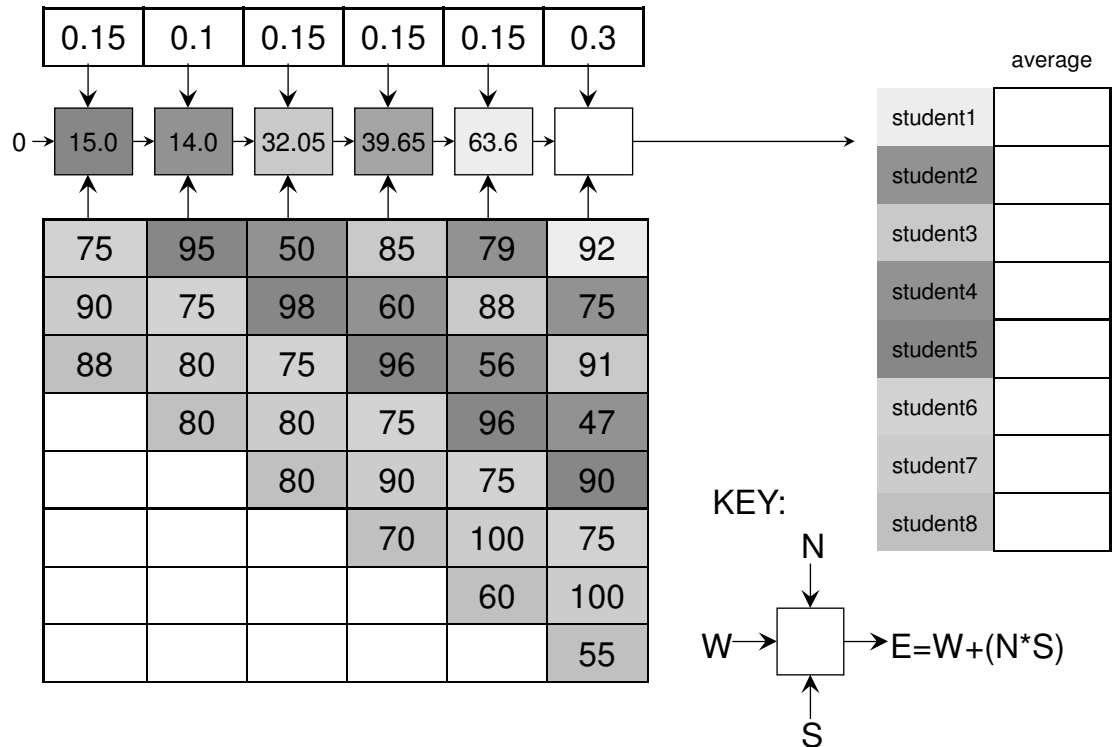 0.15 0.1 0.15 0.15 0.15 0.3
average
0 15.0 14.0 32.05 39.65 63.6
student1
student2
student3
student4
student5
student6
student7
student8
75 95 50 85 79 92
90 75 98 60 88 75
88 80 75 96 56 91
80 80 75 96 47
80 90 75 90
70 100 75
60 100
55
KEY:
N
W E=W+(N*S)
S